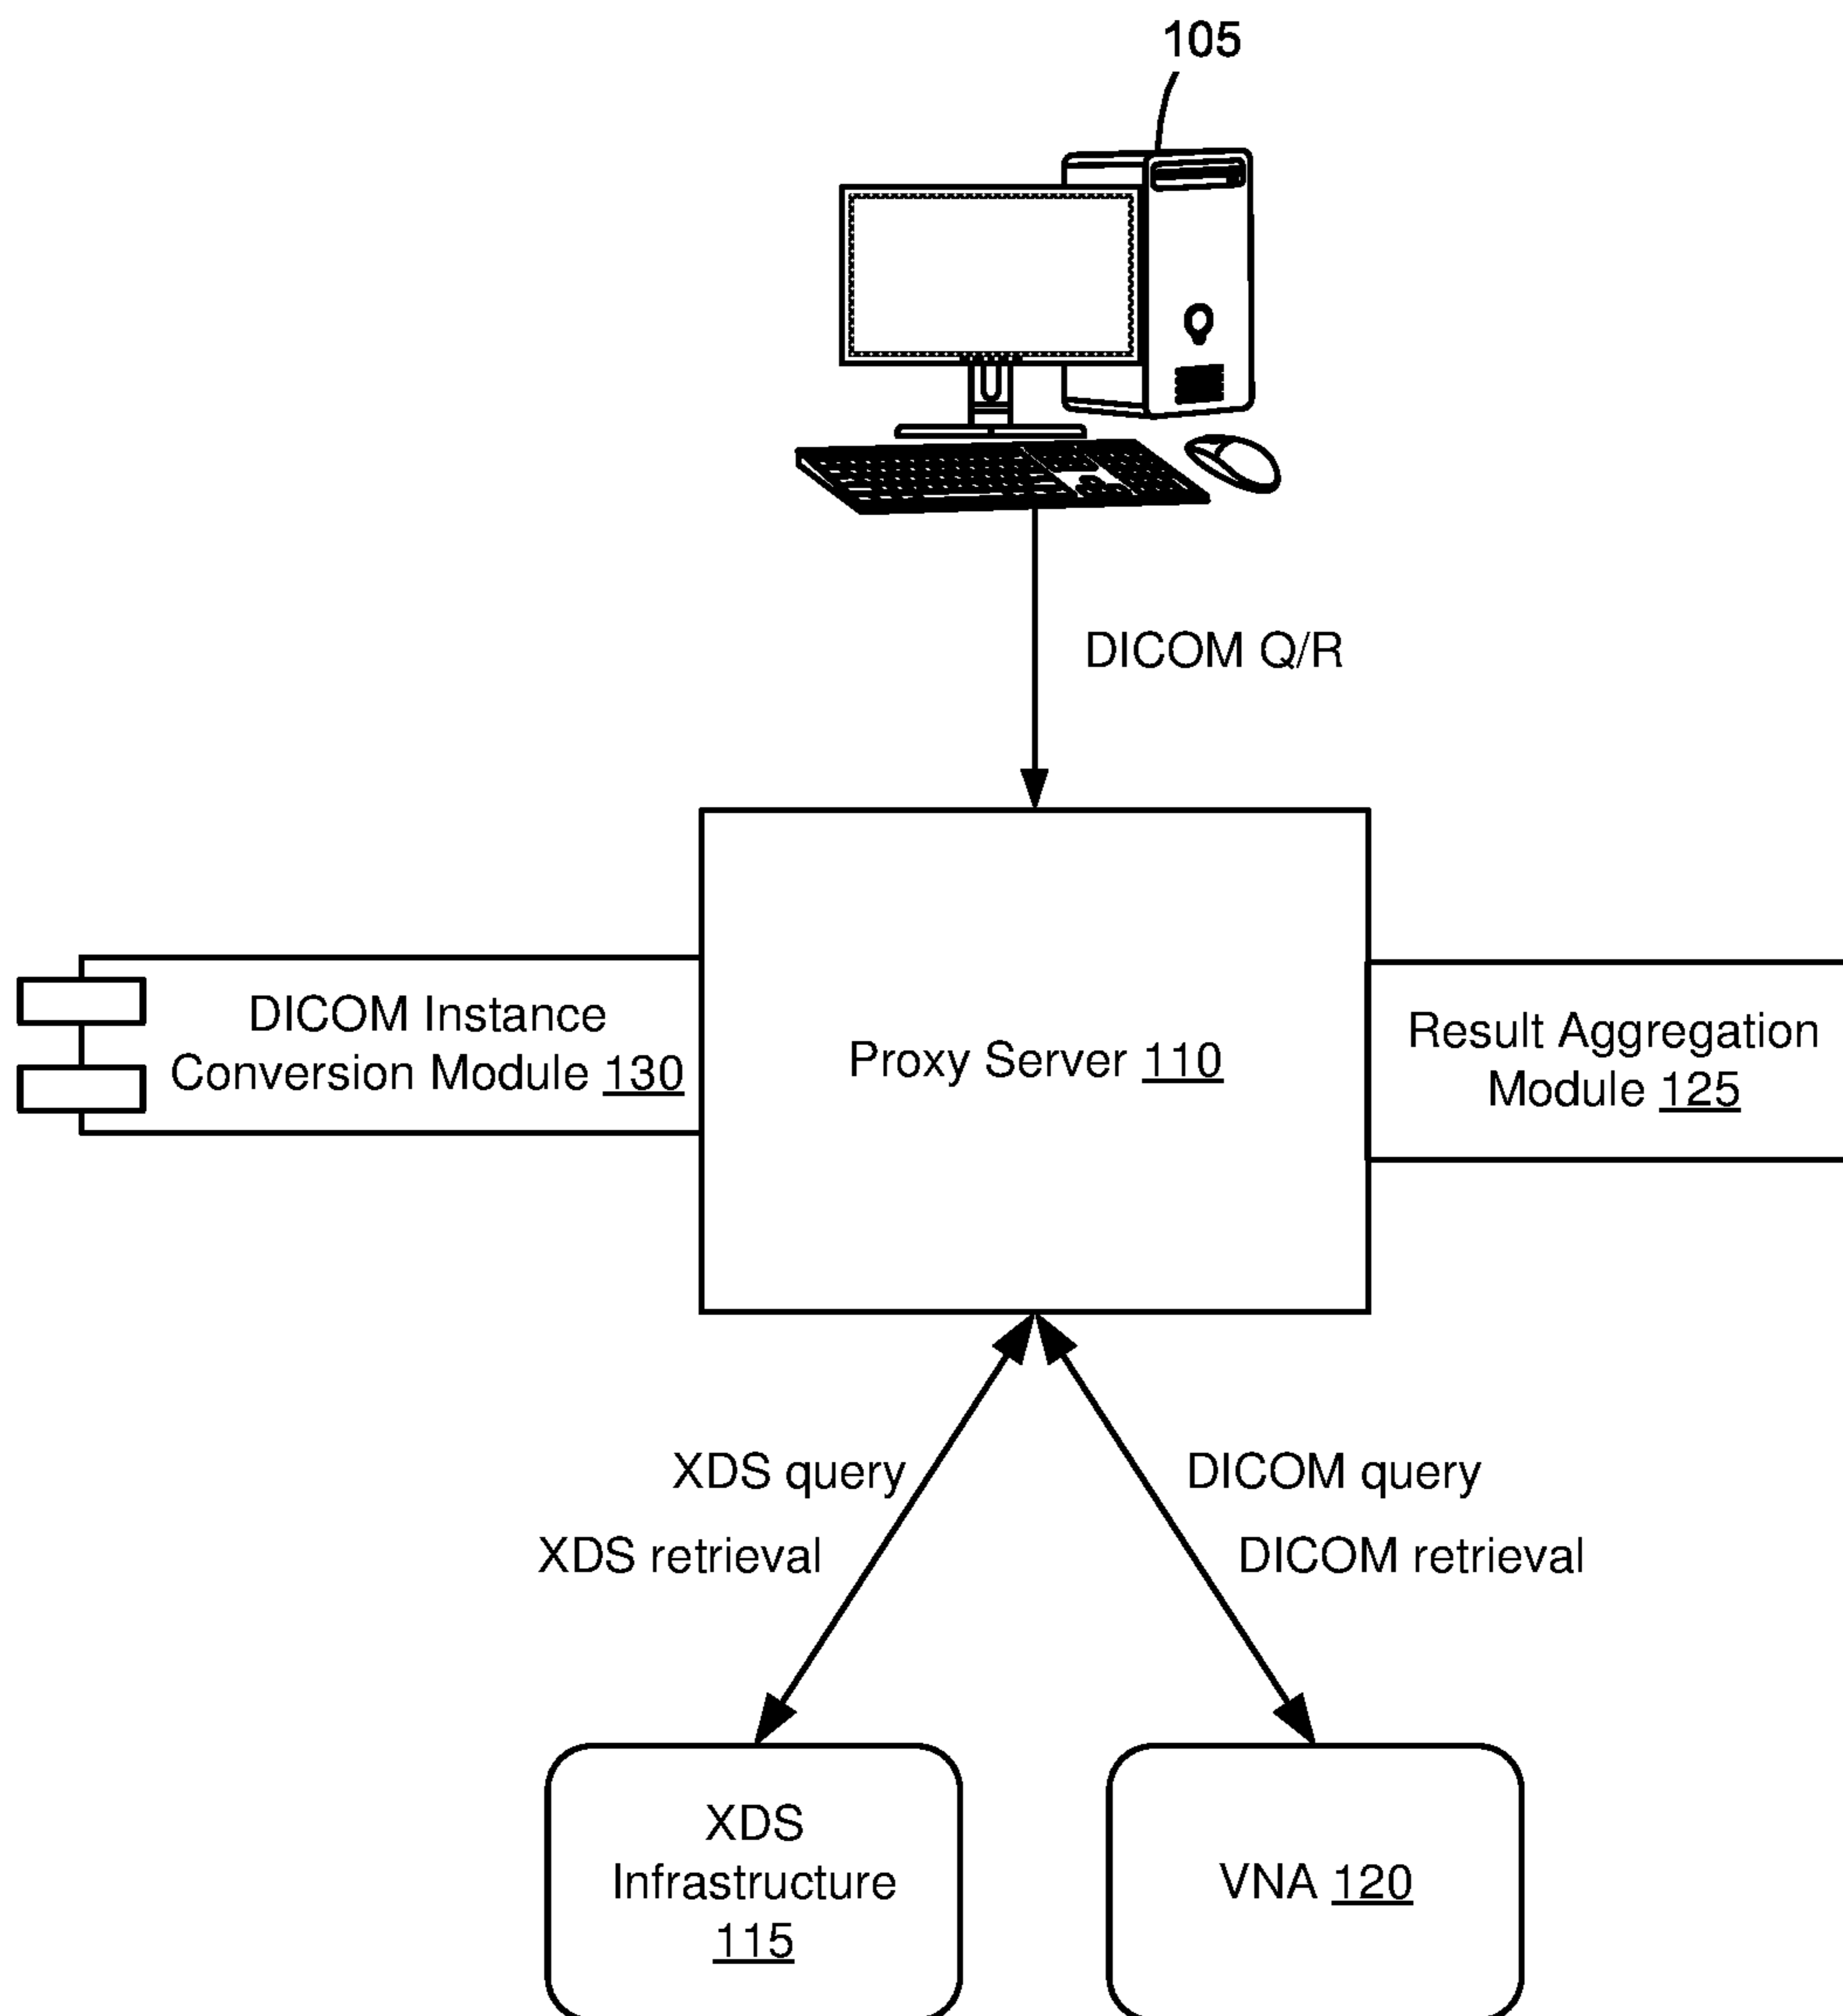 105
DICOM Q/R
DICOM Instance
Conversion Module 130
Proxy Server 110
Result Aggregation
Module 125
XDS query
XDS retrieval
DICOM query
DICOM retrieval
XDS
Infrastructure
115
VNA 120